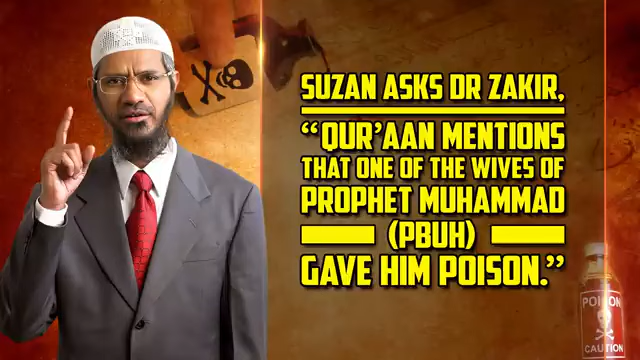 SUZAN ASKS DR ZAKIR,
“QUR’AAN MENTIONS
THAT ONE OF THE WIVES OF
PROPHET MUHAMMAD
(PBUH)
GAVE HIM POISON.”
POISON
CAUTION